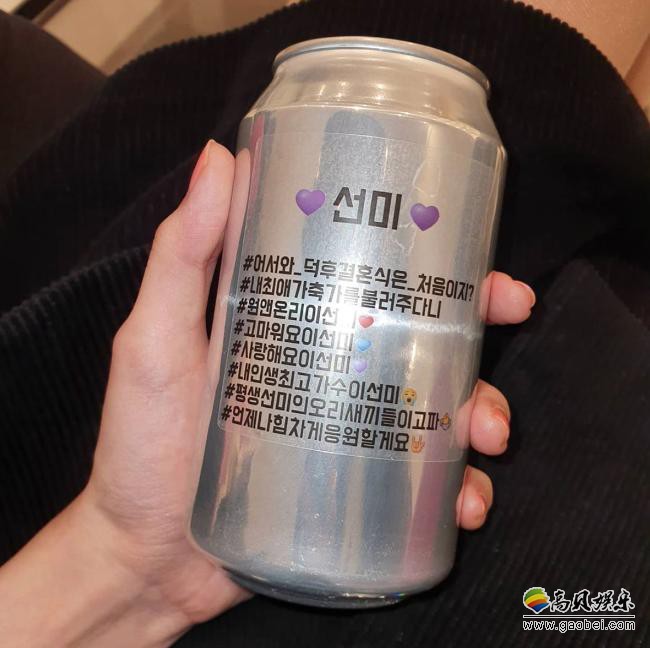 💜 선미 💜
#어서와_덕후결혼식은_처음이지?
#내최애가축가를불러주다니
#원앤온리이선미❤️
#고마워요이선미💙
#사랑해요이선미💜
#내인생최고가수이선미😭
#평생선미의오리새끼들이고파🐥
#언제나힘차게응원할게요🤟
高贝娱乐
www.gaobei.com